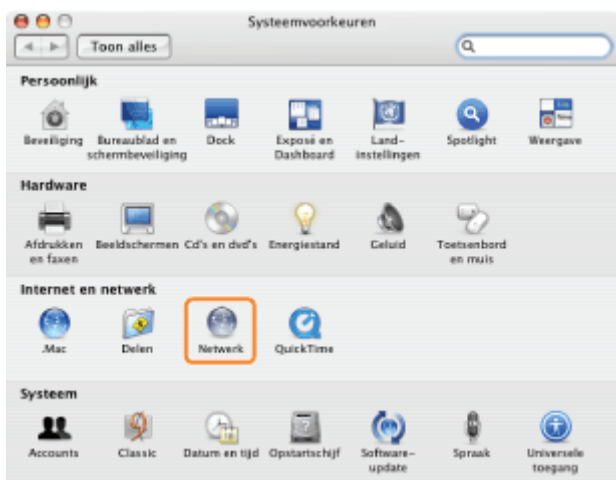 Systeemvoorkeuren
Toon alles
Persoonlijk
Beveiliging
Bureaublad en
schermbeveiliging
Dock
Exposé en
Dashboard
Land-
instellingen
Spotlight
Weergave
Hardware
Afdrukken
en faxen
Beeldschermen
Cd's en dvd's
Energiestand
Geluid
Toetsenbord
en muis
Internet en netwerk
.Mac
Delen
Netwerk
QuickTime
Systeem
Accounts
Classic
Datum en tijd
Opstartschijf
Software-
update
Spraak
Universele
toegang